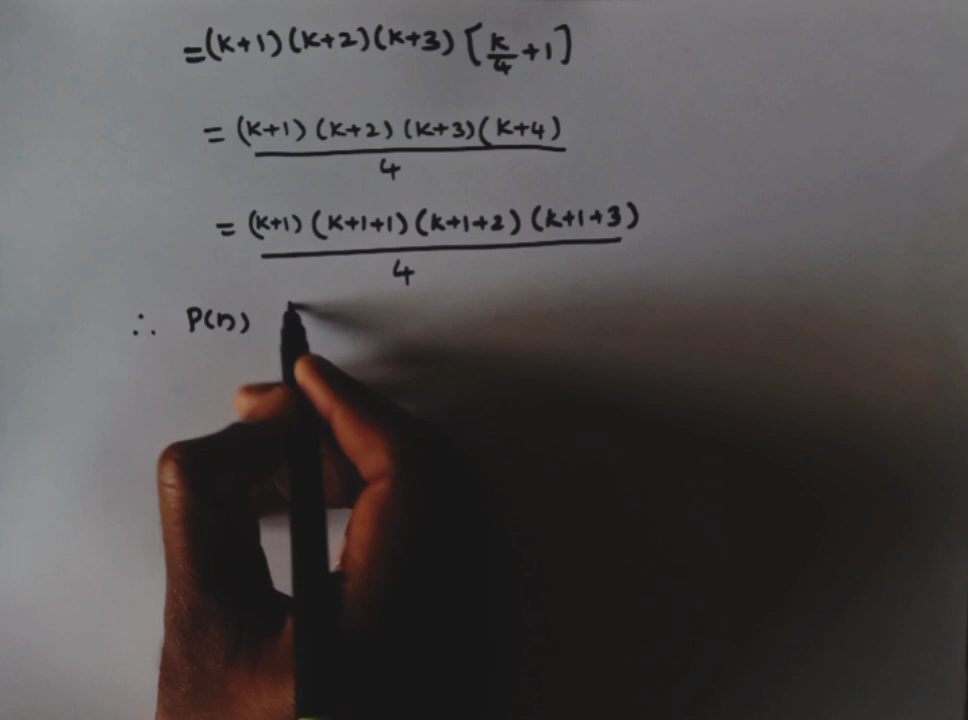 =(k+1)(k+2)(k+3)[k/4+1]
=(k+1)(k+2)(k+3)(k+4)/4
=(k+1)(k+1+1)(k+1+2)(k+1+3)/4
∴ P(n)